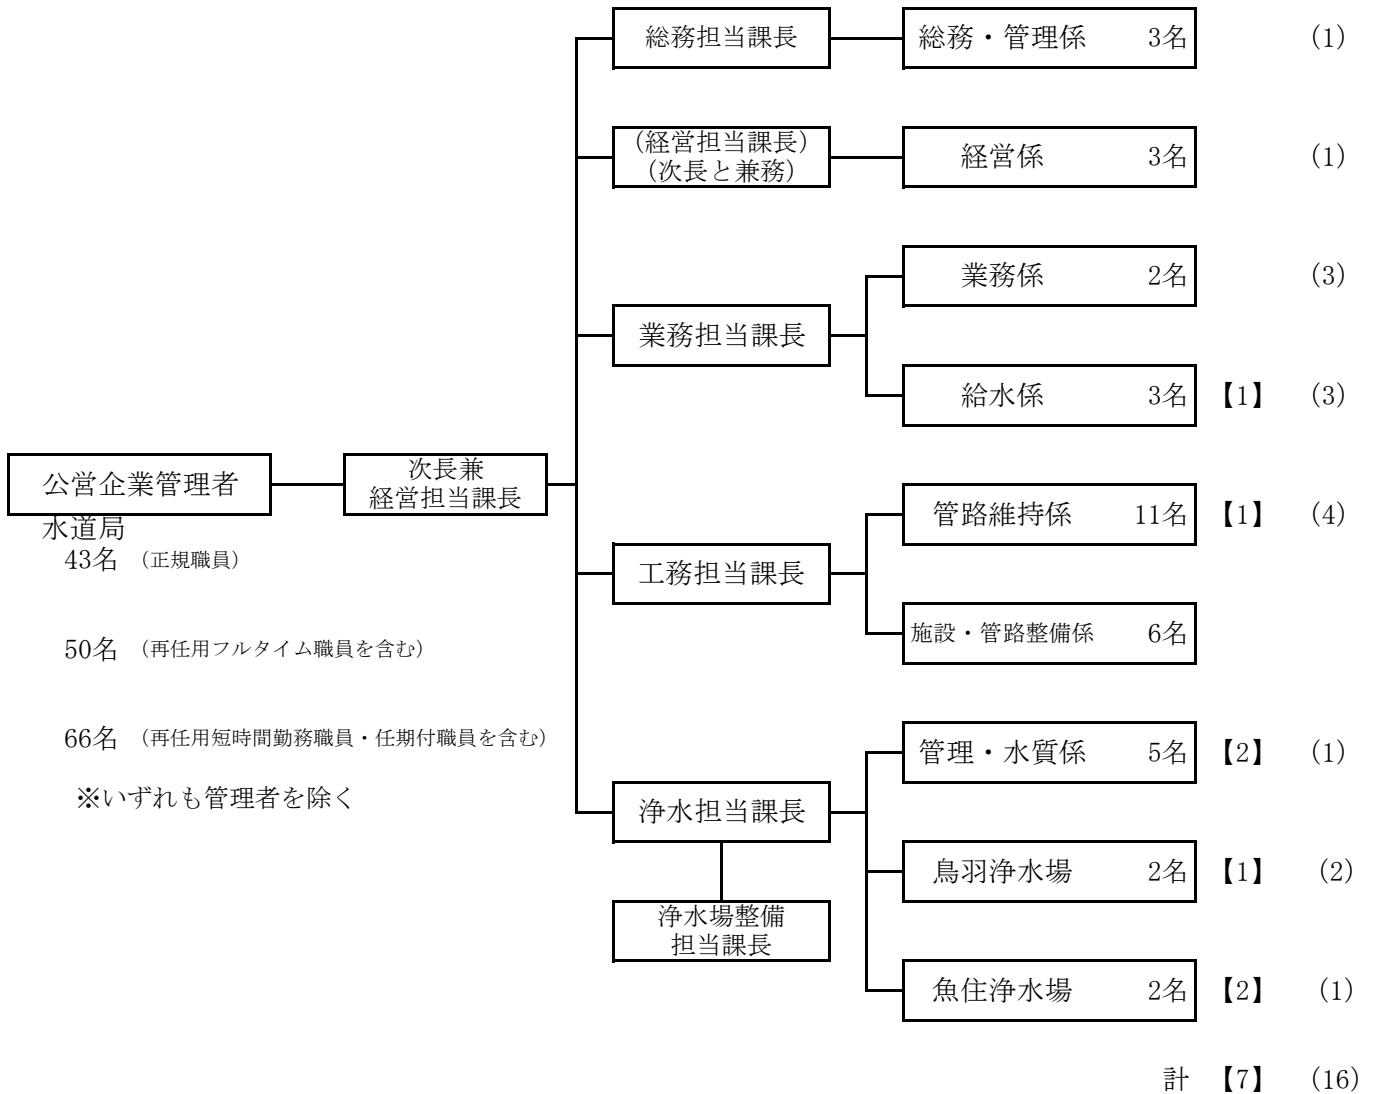 総務担当課長
総務・管理係 3名 (1)
(経営担当課長)
(次長と兼務)
経営係 3名 (1)
業務係 2名 (3)
業務担当課長
給水係 3名 【1】 (3)
公営企業管理者
次長兼
経営担当課長
水道局
43名 (正規職員)
管路維持係 11名 【1】 (4)
工務担当課長
施設・管路整備係 6名
50名 (再任用フルタイム職員を含む)
66名 (再任用短時間勤務職員・任期付職員を含む)
※いずれも管理者を除く
管理・水質係 5名 【2】 (1)
浄水担当課長
鳥羽浄水場 2名 【1】 (2)
浄水場整備
担当課長
魚住浄水場 2名 【2】 (1)
計 【7】 (16)